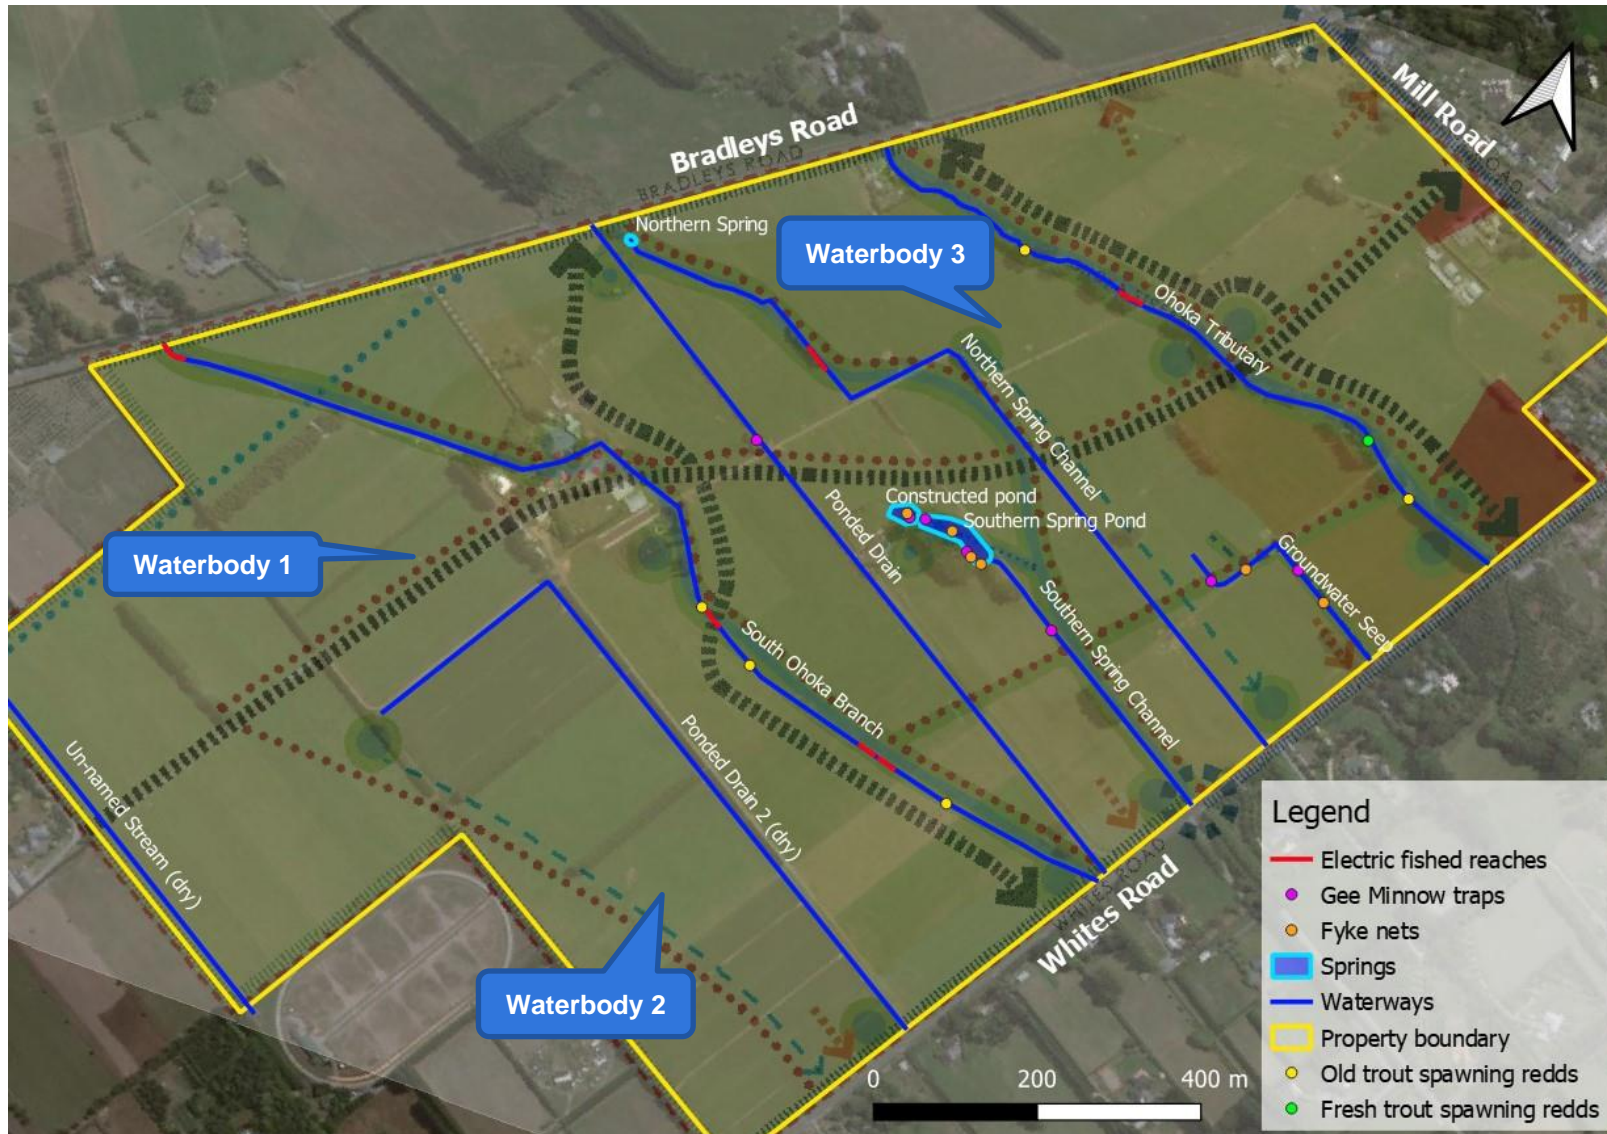 Mill Road
ROAD
Bradleys Road
BRADLEYS ROAD
Northern Spring
Waterbody 3
Ohoka Tributary
Northern Spring Channel
Constructed pond
Southern Spring Pond
Ponded Drain
Groundwater Seep
Waterbody 1
Southern Spring Channel
South Ohoka Branch
Ponded Drain 2 (dry)
Un-named Stream (dry)
WHITES ROAD
Whites Road
Waterbody 2
0 200 400 m
Legend
Electric fished reaches
Gee Minnow traps
Fyke nets
Springs
Waterways
Property boundary
Old trout spawning redds
Fresh trout spawning redds